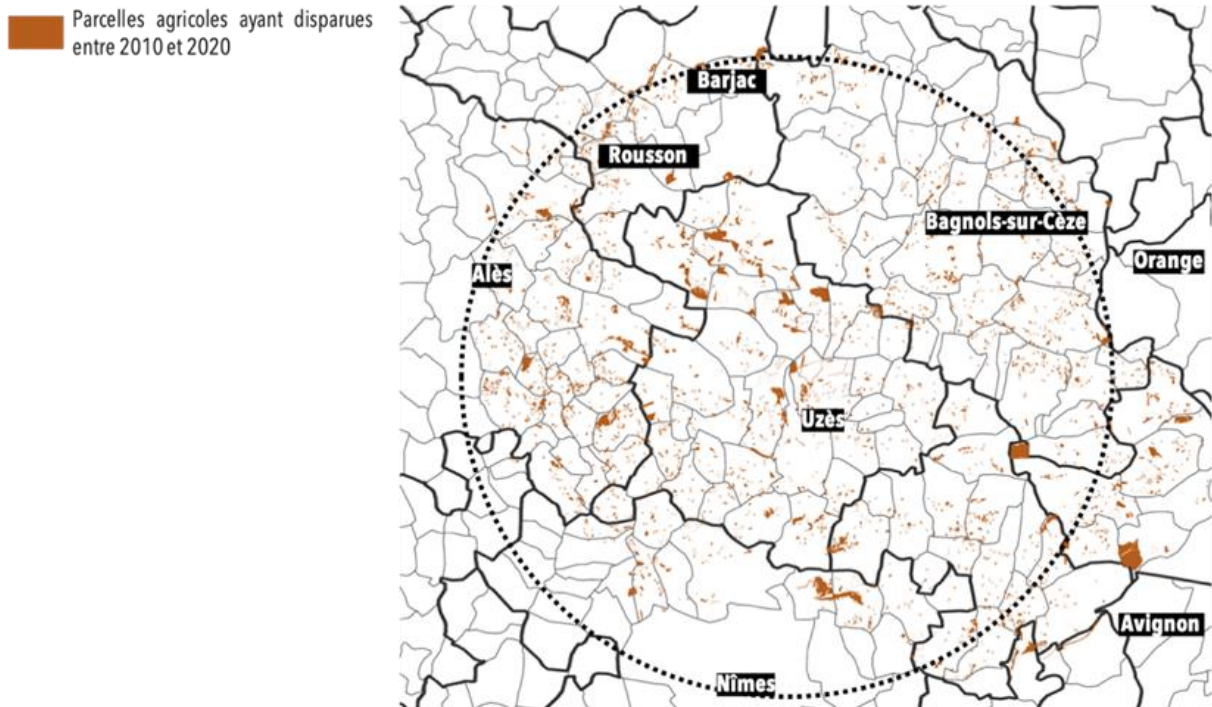 Parcelles agricoles ayant disparues
entre 2010 et 2020
Barjac
Rousson
Bagnols-sur-Cèze
Orange
Alès
Uzès
Avignon
Nîmes